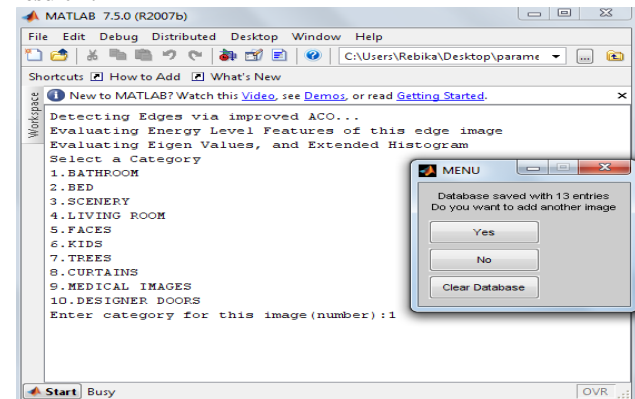 MATLAB 7.5.0 (R2007b)
File Edit Debug Distributed Desktop Window Help
C:\Users\Rebika\Desktop\parame
Shortcuts How to Add What's New
New to MATLAB? Watch this Video, see Demos, or read Getting Started.
Workspace
Detecting Edges via improved ACO...
Evaluating Energy Level Features of this edge image
Evaluating Eigen Values, and Extended Histogram
Select a Category
1.BATHROOM
2.BED
3.SCENERY
4.LIVING ROOM
5.FACES
6.KIDS
7.TREES
8.CURTAINS
9.MEDICAL IMAGES
10.DESIGNER DOORS
Enter category for this image(number):1
MENU
Database saved with 13 entries
Do you want to add another image
Yes
No
Clear Database
Start Busy
OVR